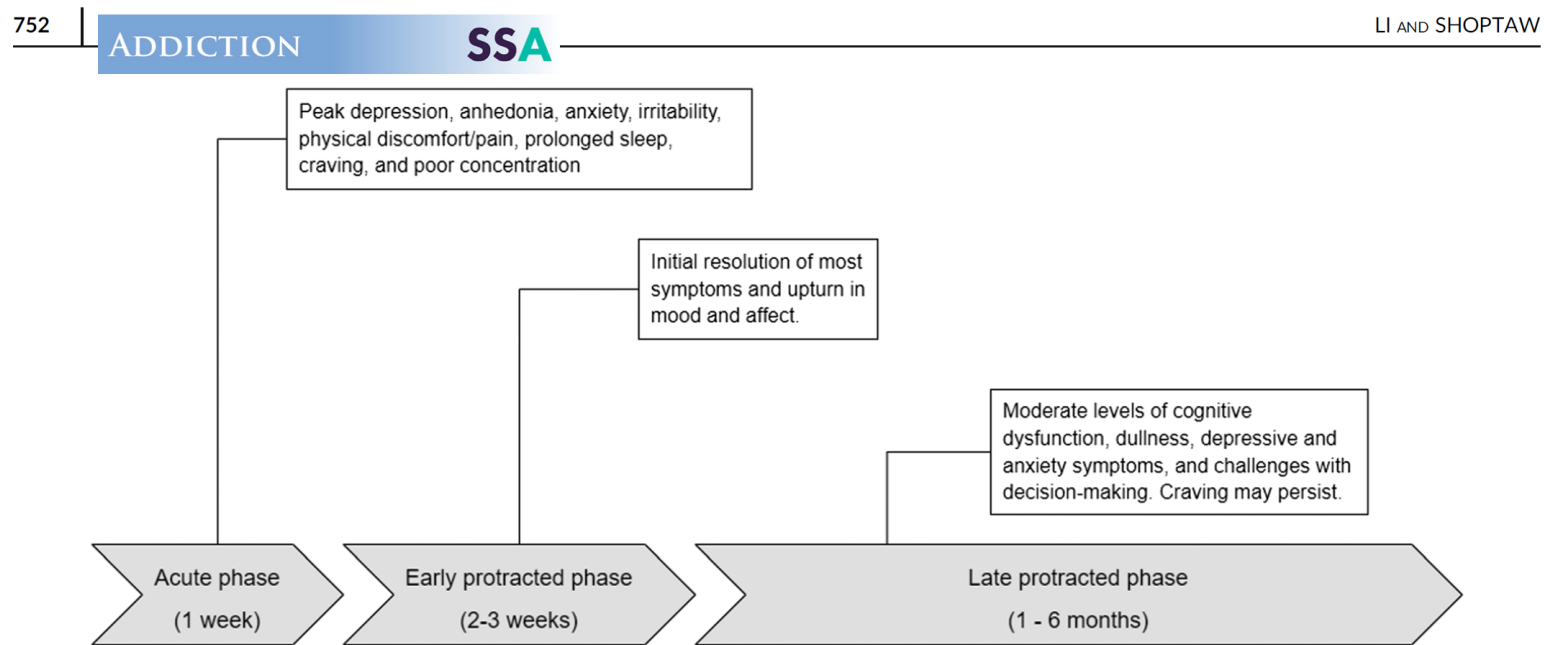 752
ADDICTION
SSA
LI AND SHOPTAW
Peak depression, anhedonia, anxiety, irritability,
physical discomfort/pain, prolonged sleep,
craving, and poor concentration
Initial resolution of most
symptoms and upturn in
mood and affect.
Moderate levels of cognitive
dysfunction, dullness, depressive and
anxiety symptoms, and challenges with
decision-making. Craving may persist.
Acute phase
(1 week)
Early protracted phase
(2-3 weeks)
Late protracted phase
(1 - 6 months)